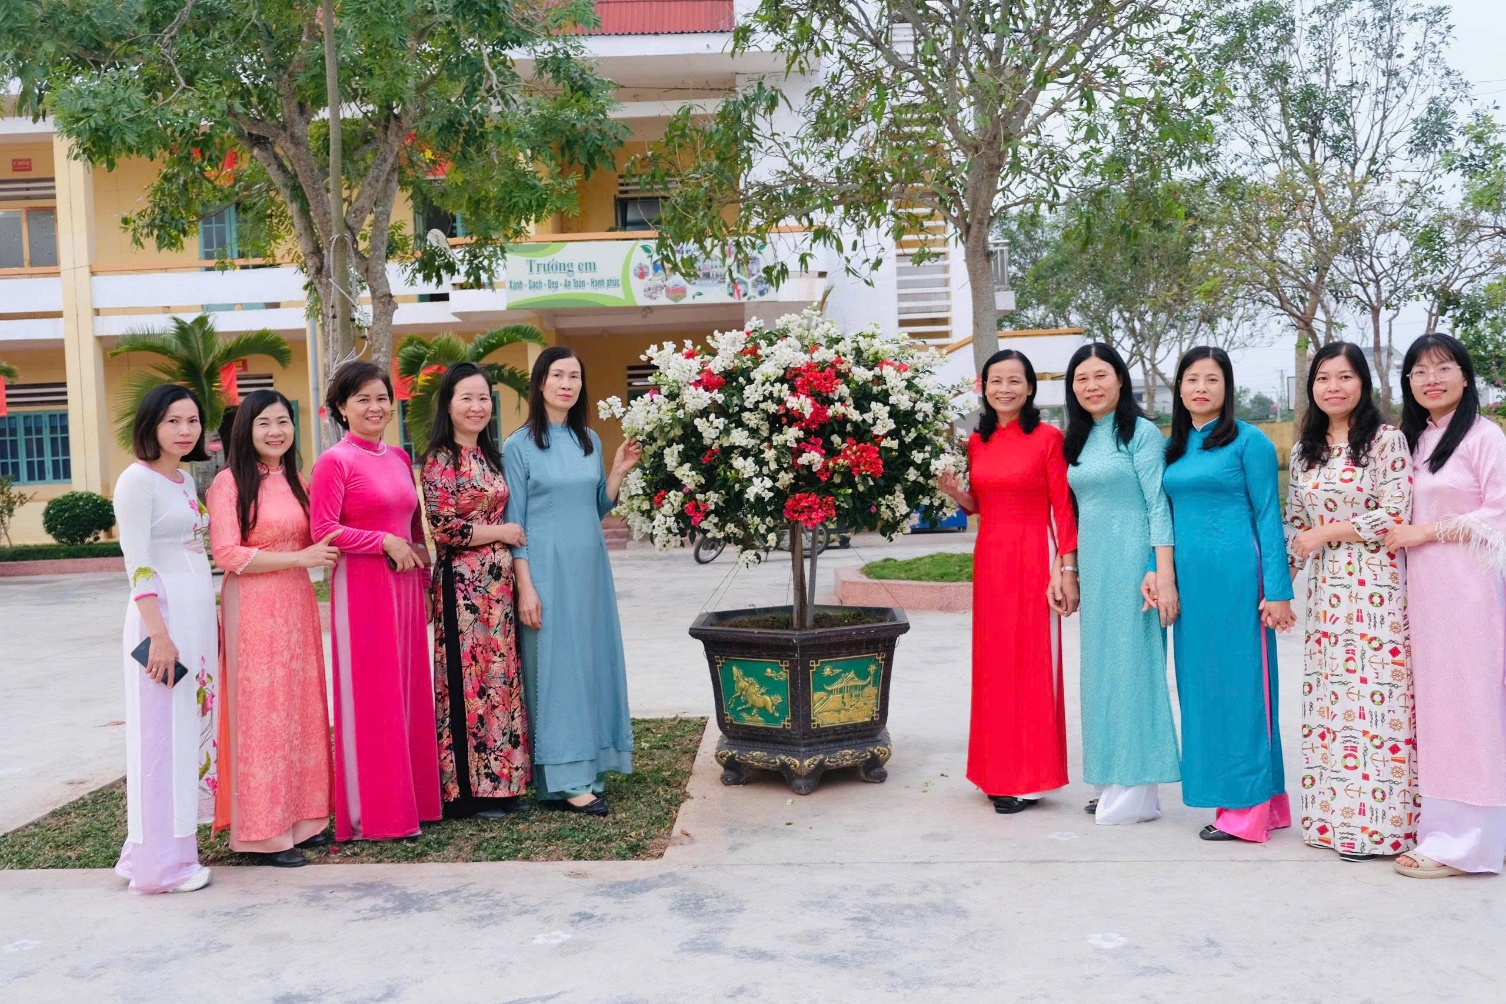 Trường em
Xanh - Sạch - Đẹp - An Toàn - Hạnh phúc